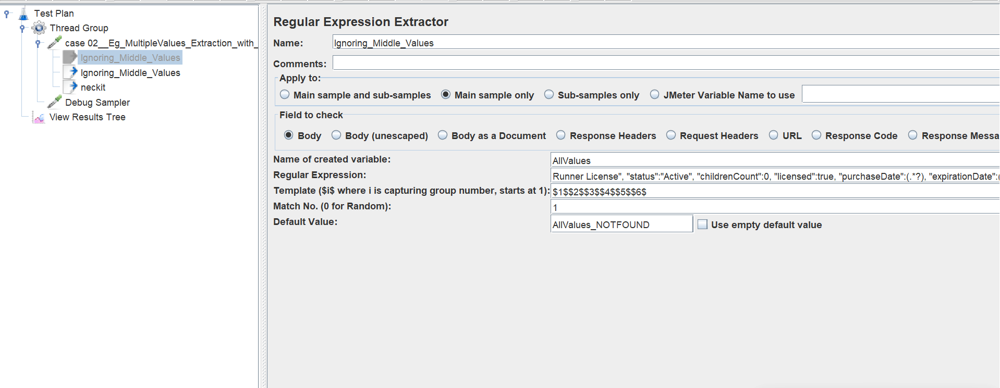 Test Plan
Thread Group
case 02__Eg_MultipleValues_Extraction_with_
Ignoring_Middle_Values
Ignoring_Middle_Values
neckit
Debug Sampler
View Results Tree
Regular Expression Extractor
Name: Ignoring_Middle_Values
Comments:
Apply to:
Main sample and sub-samples Main sample only Sub-samples only JMeter Variable Name to use
Field to check
Body Body (unescaped) Body as a Document Response Headers Request Headers URL Response Code Response Messa
Name of created variable: AllValues
Regular Expression: Runner License", "status":"Active", "childrenCount":0, "licensed":true, "purchaseDate":(.*?), "expirationDate":(
Template ($i$ where i is capturing group number, starts at 1): $1$$2$$3$$4$$5$$6$
Match No. (0 for Random): 1
Default Value: AllValues_NOTFOUND Use empty default value